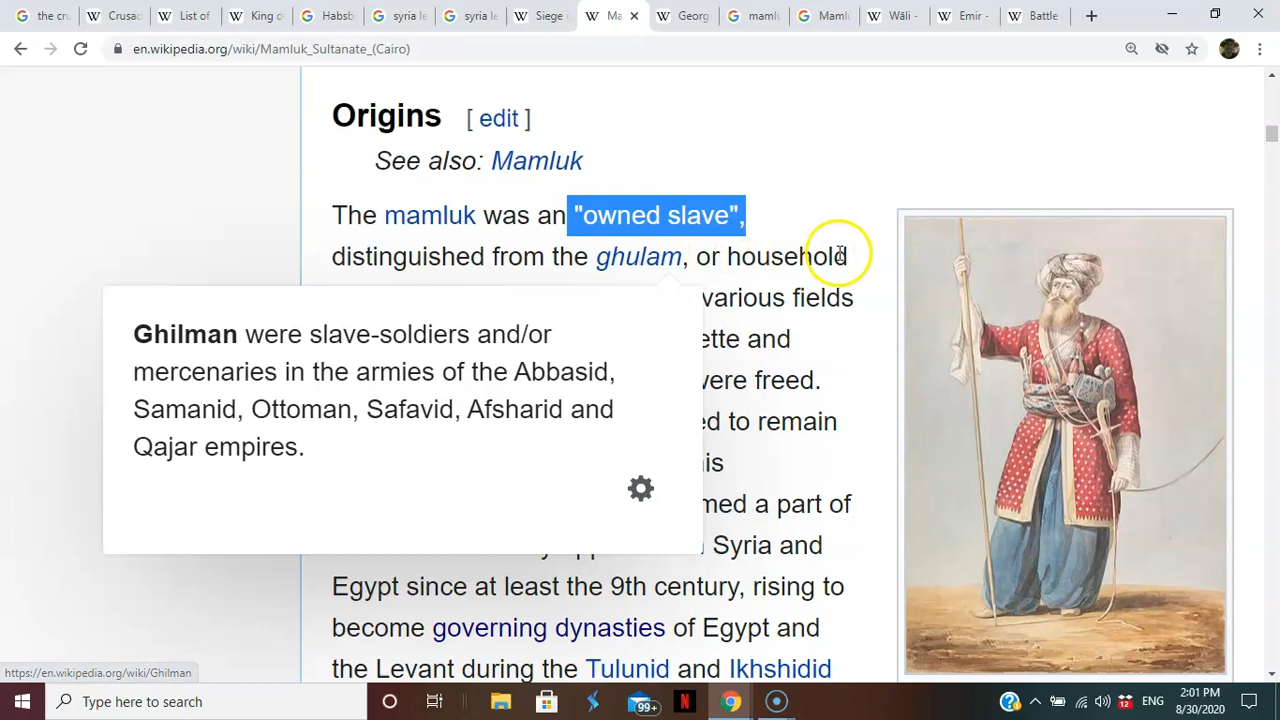 the cru
Crusad
List of
King o
Habsb
syria le
syria le
Siege o
Ma
Georg
mamlu
Mamlu
Wāli -
Emir -
Battle
en.wikipedia.org/wiki/Mamluk_Sultanate_(Cairo)
Origins [ edit ]
See also: Mamluk
The mamluk was an "owned slave",
distinguished from the ghulam, or household
various fields
ette and
were freed.
ed to remain
is
med a part of
Syria and
Egypt since at least the 9th century, rising to
become governing dynasties of Egypt and
the Levant during the Tulunid and Ikhshidid
Ghilman were slave-soldiers and/or
mercenaries in the armies of the Abbasid,
Samanid, Ottoman, Safavid, Afsharid and
Qajar empires.
https://en.wikipedia.org/wiki/Ghilman
Type here to search
99+
N
12
ENG
2:01 PM
8/30/2020